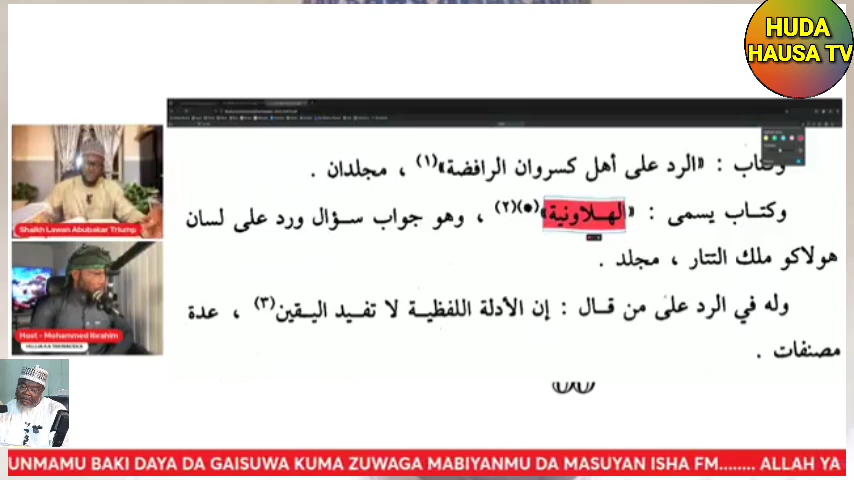 HUDA
HAUSA TV
وكتاب : «الرد على أهل كسروان الرافضة»(١) ، مجلدان .
وكتـاب يسمى : «الهـلاونية»(*)(٢) ، وهو جواب سـؤال ورد على لسان
هولاكو ملك التتار ، مجلد .
وله في الرد على من قـال : إن الأدلة اللفظيـة لا تفـيد اليـقين(٣) ، عدة
مصنفات .
Shaikh Lawan Abubakar Triump
Host - Mohammed Ibrahim
UNMAMU BAKI DAYA DA GAISUWA KUMA ZUWAGA MABIYANMU DA MASUYAN ISHA FM........ ALLAH YA